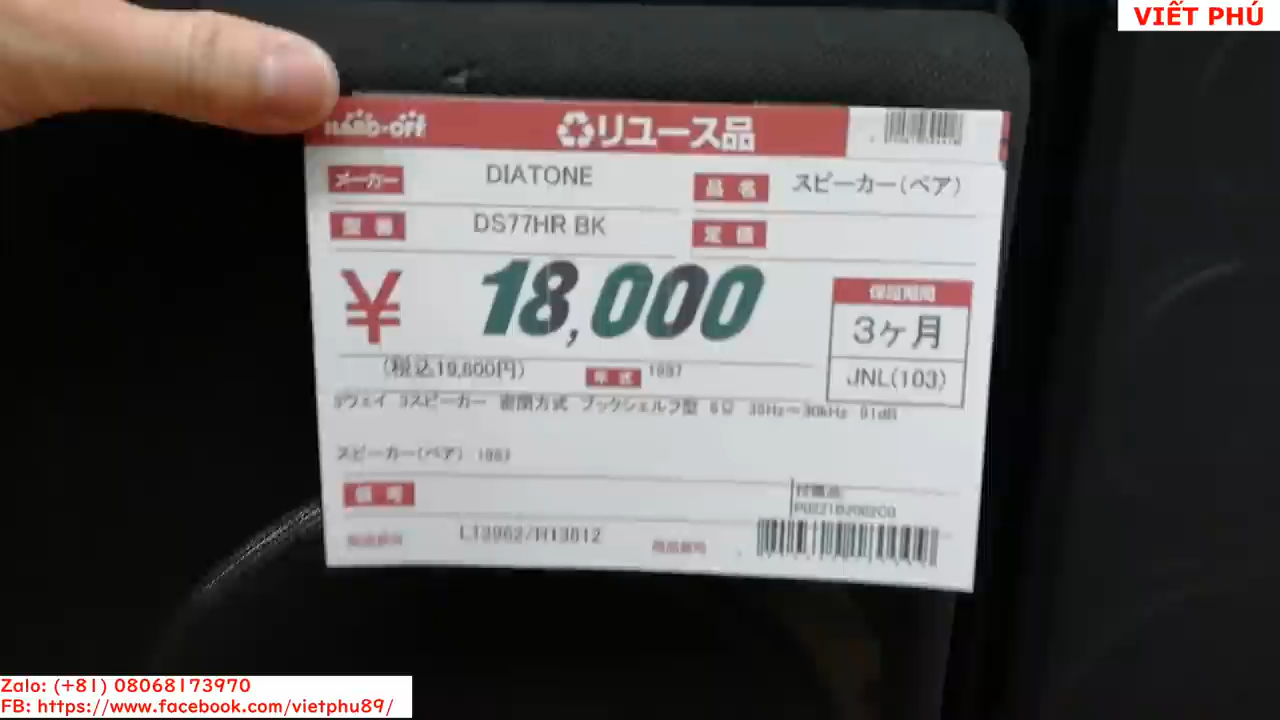 VIẾT PHÚ
HARD-OFF
リユース品
メーカー DIATONE
品名 スピーカー(ペア)
型番 DS77HR BK
定価
¥ 18,000
保証期間
3ヶ月
JNL(103)
(税込19,800円)
年式
3ウェイ 3スピーカー 密閉方式 ブックシェルフ型 6Ω 35Hz～30kHz 91dB
スピーカー(ペア)
備考
付属品
Zalo: (+81) 08068173970
FB: https://www.facebook.com/vietphu89/